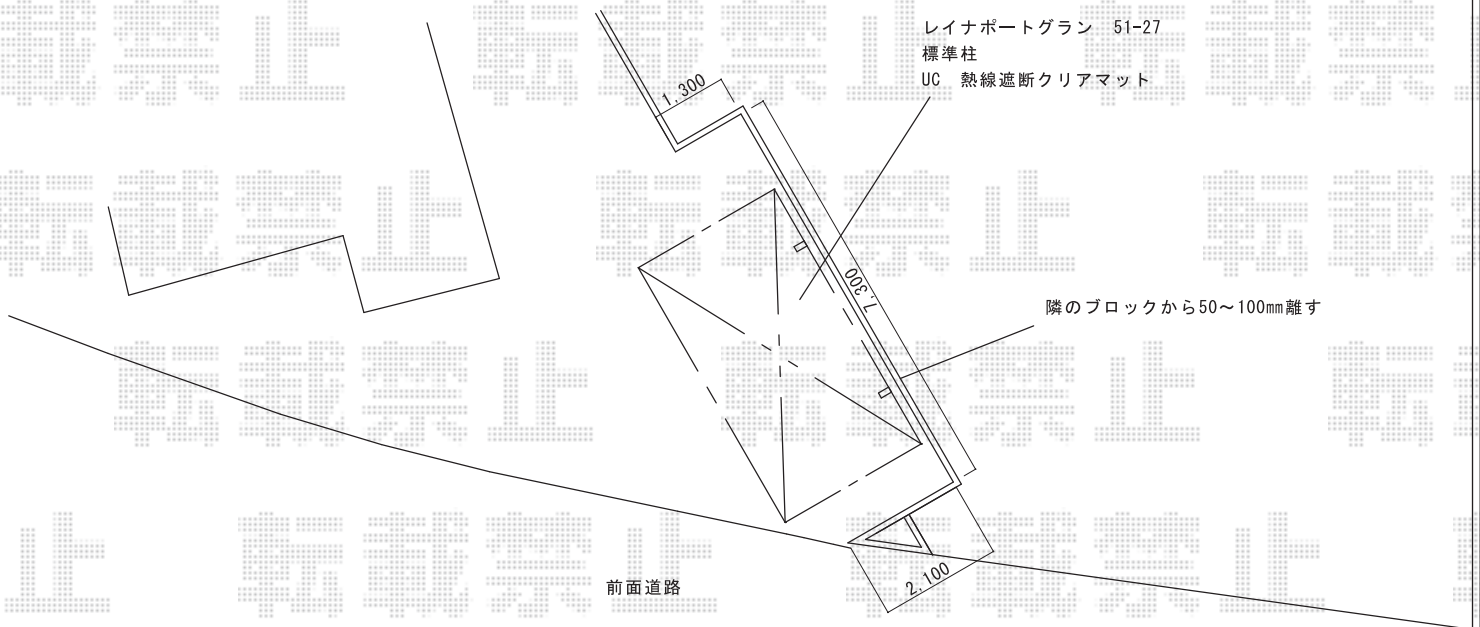 レイナポートグラン 51-27
標準柱
UC 熱線遮断クリアマット
1.300
7.300
隣のブロックから50～100mm離す
2.100
前面道路
転載禁止